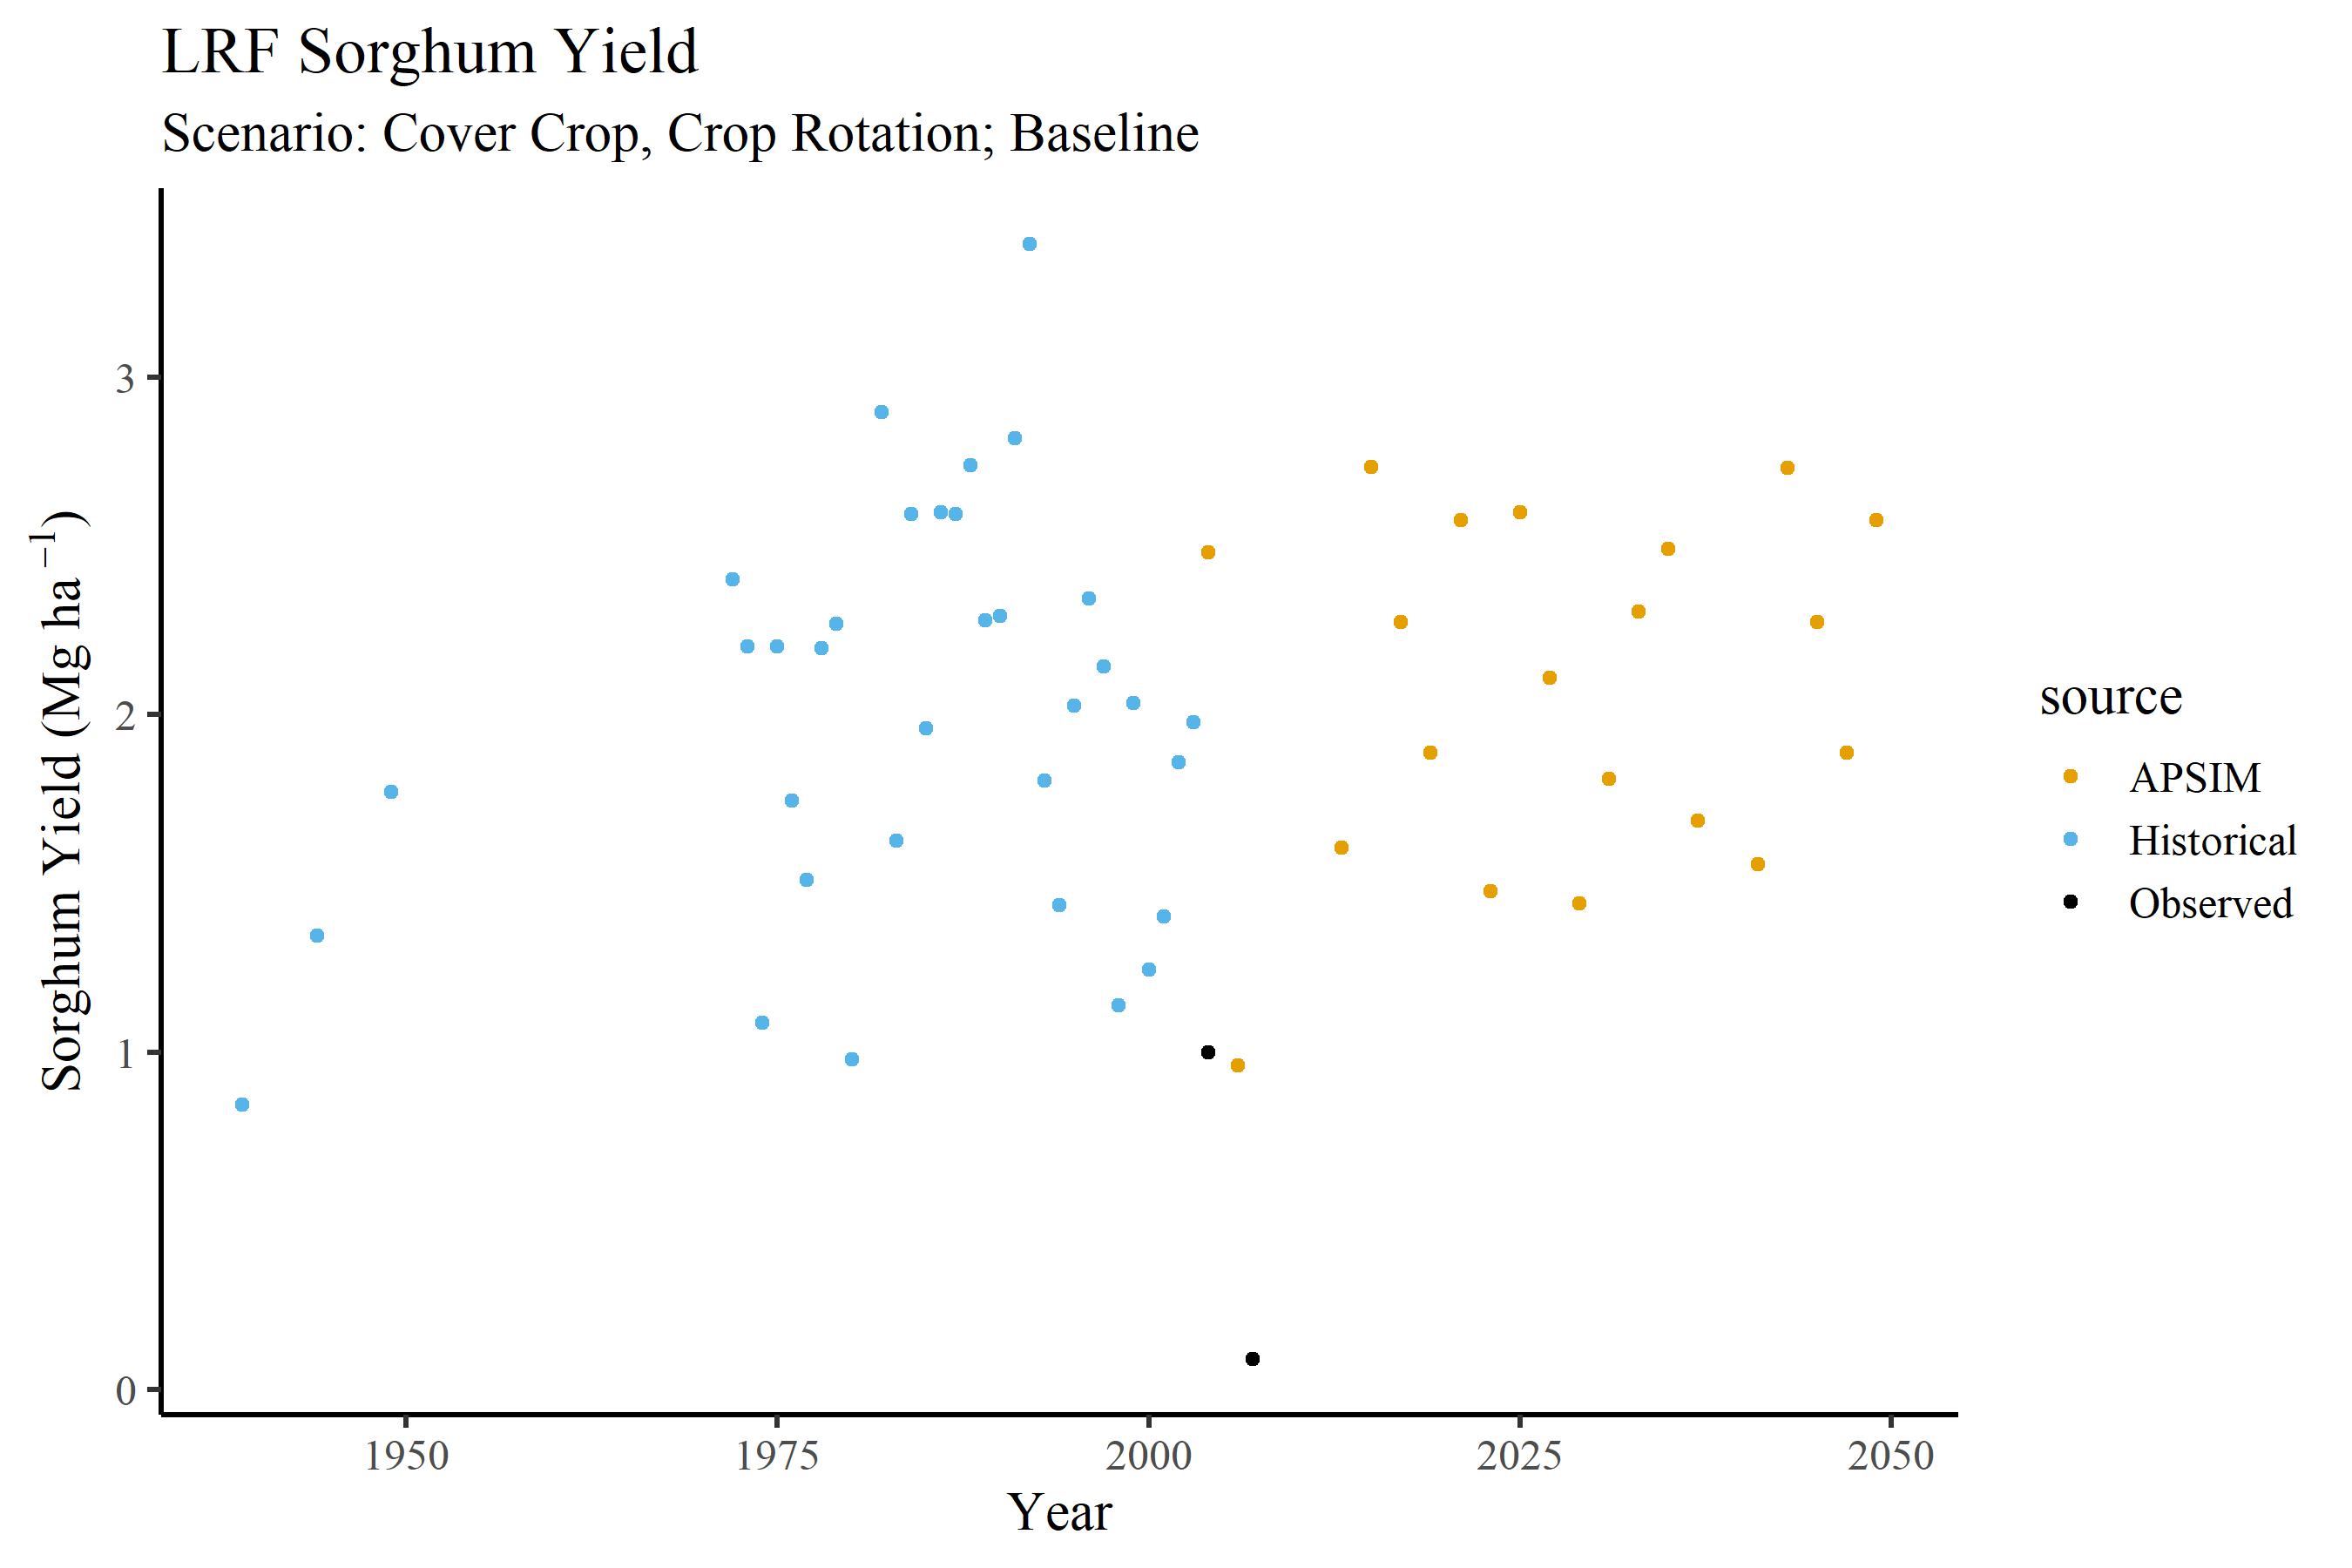 LRF Sorghum Yield
Scenario: Cover Crop, Crop Rotation; Baseline
Sorghum Yield (Mg ha⁻¹)
3
2
1
0
1950 1975 2000 2025 2050
Year
source
APSIM
Historical
Observed